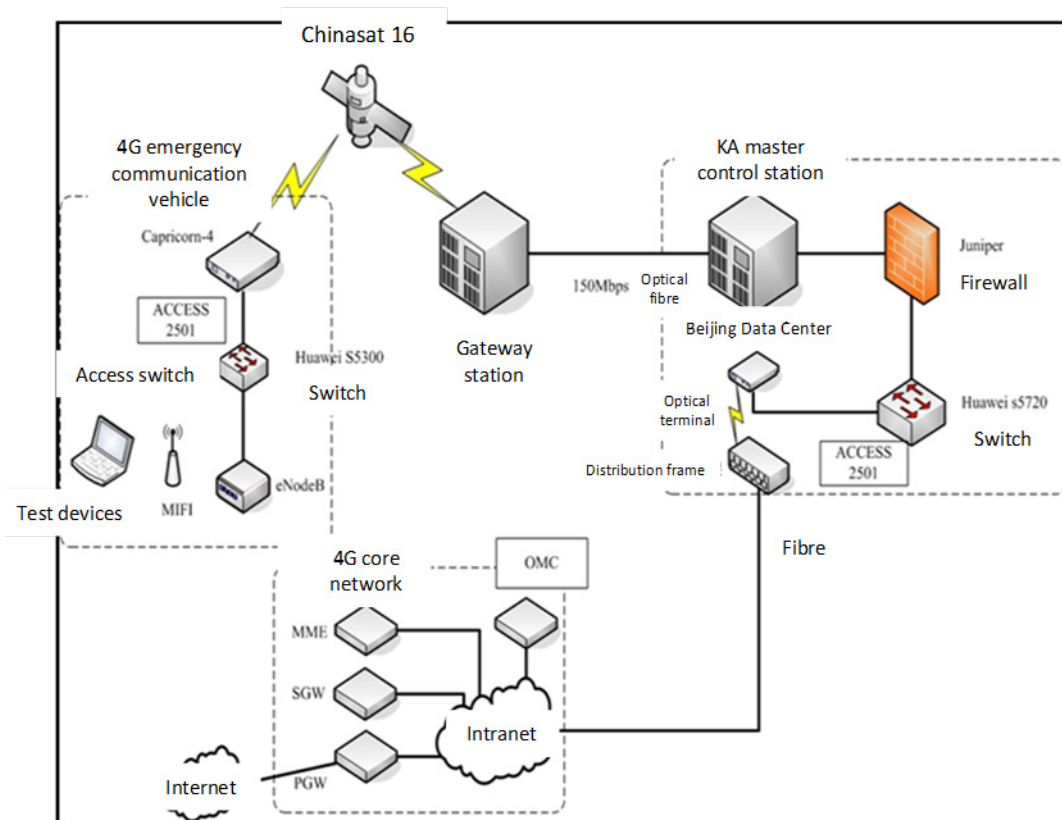 Chinasat 16
4G emergency
communication
vehicle
Capricorn-4
ACCESS
2501
Huawei S5300
Access switch
Switch
eNodeB
MIFI
Test devices
Gateway
station
150Mbps
Optical
fibre
KA master
control station
Juniper
Firewall
Beijing Data Center
Optical
terminal
Huawei s5720
Switch
ACCESS
2501
Distribution frame
Fibre
4G core
network
OMC
MME
SGW
PGW
Intranet
Internet